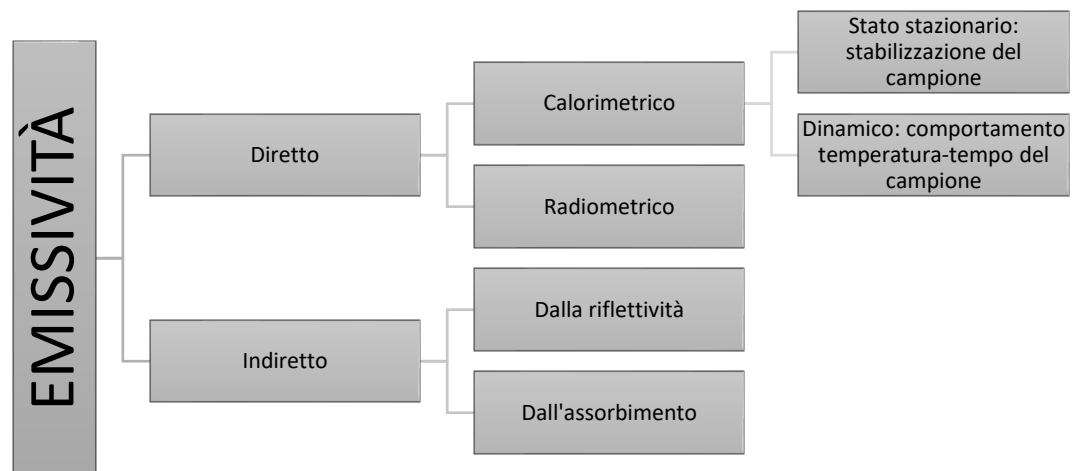 EMISSIVITÀ
Diretto
Calorimetrico
Stato stazionario:
stabilizzazione del
campione
Dinamico: comportamento
temperatura-tempo del
campione
Radiometrico
Indiretto
Dalla riflettività
Dall'assorbimento